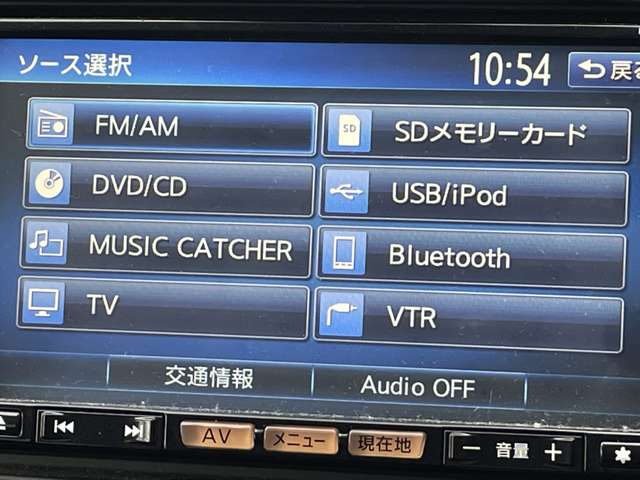 ソース選択
10:54
戻る
FM/AM
SD
SDメモリーカード
DVD/CD
USB/iPod
MUSIC CATCHER
Bluetooth
TV
VTR
交通情報
Audio OFF
AV
メニュー
現在地
− 音量 +